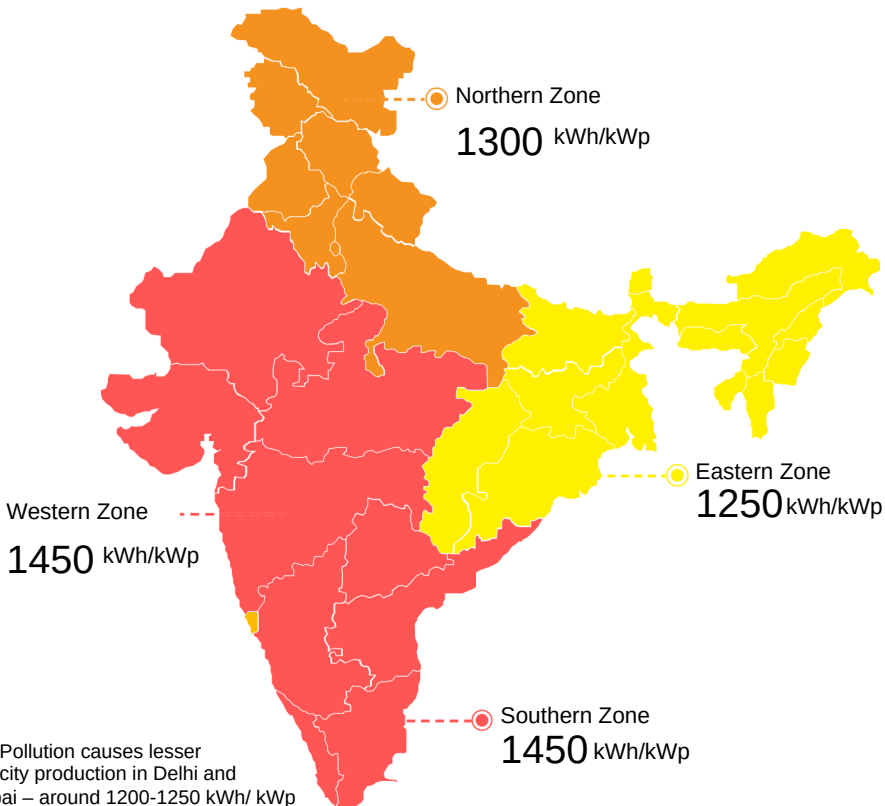 Northern Zone
1300 kWh/kWp
Eastern Zone
1250 kWh/kWp
Western Zone
1450 kWh/kWp
Southern Zone
1450 kWh/kWp
Pollution causes lesser
city production in Delhi and
bai – around 1200-1250 kWh/ kWp